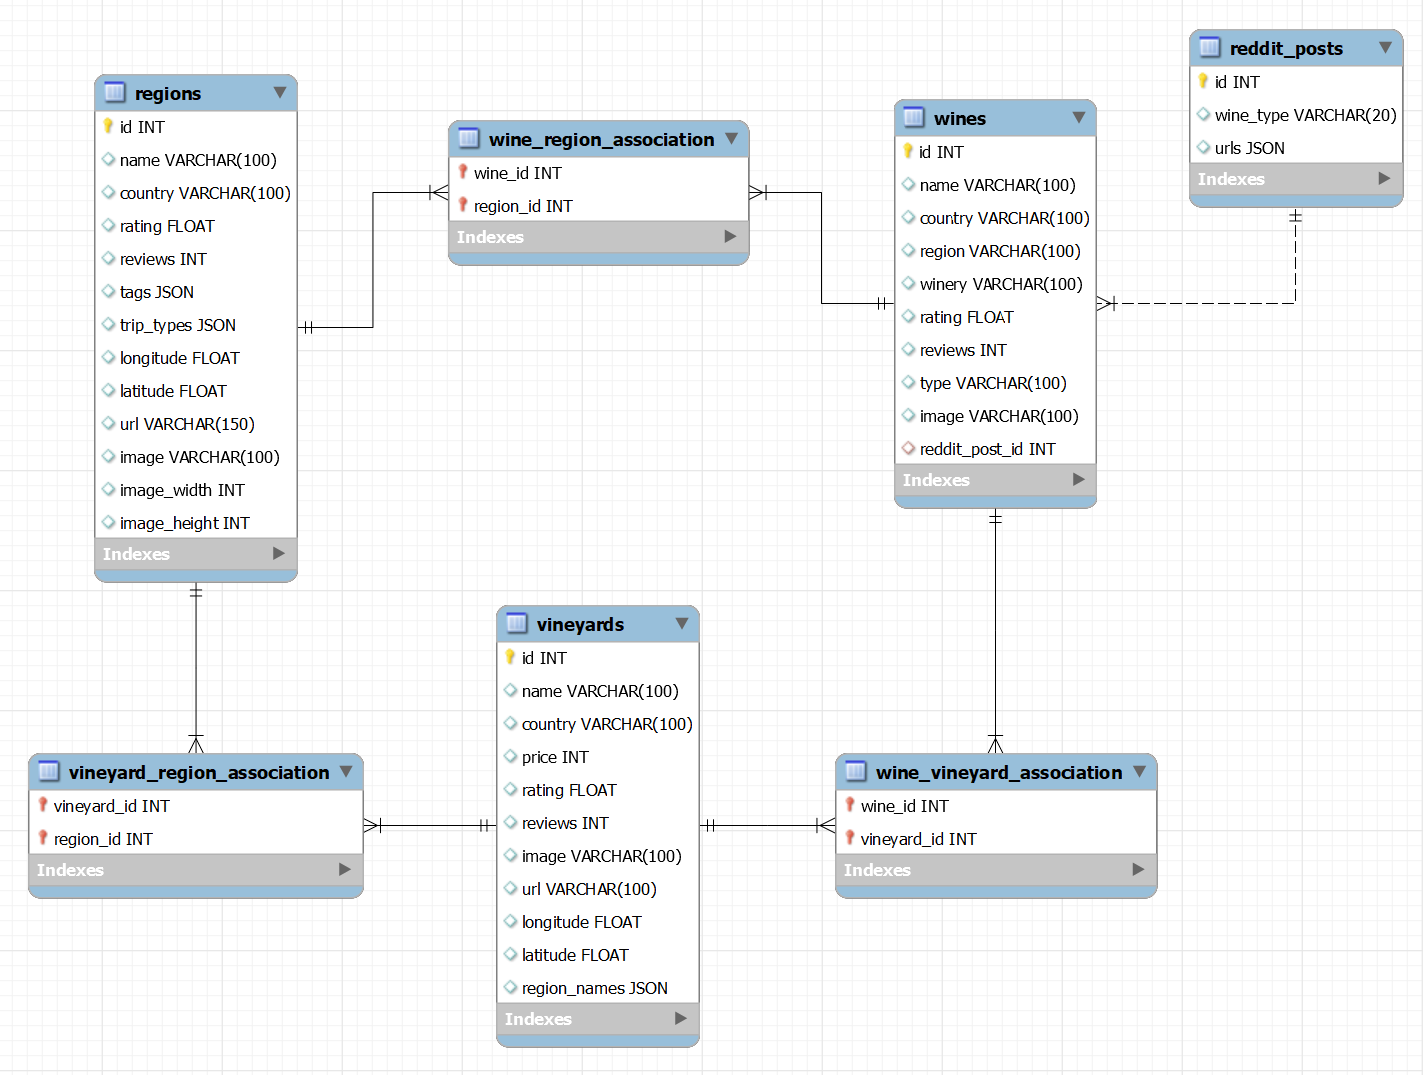 regions
id INT
name VARCHAR(100)
country VARCHAR(100)
rating FLOAT
reviews INT
tags JSON
trip_types JSON
longitude FLOAT
latitude FLOAT
url VARCHAR(150)
image VARCHAR(100)
image_width INT
image_height INT
Indexes
wine_region_association
wine_id INT
region_id INT
Indexes
wines
id INT
name VARCHAR(100)
country VARCHAR(100)
region VARCHAR(100)
winery VARCHAR(100)
rating FLOAT
reviews INT
type VARCHAR(100)
image VARCHAR(100)
reddit_post_id INT
Indexes
reddit_posts
id INT
wine_type VARCHAR(20)
urls JSON
Indexes
vineyard_region_association
vineyard_id INT
region_id INT
Indexes
vineyards
id INT
name VARCHAR(100)
country VARCHAR(100)
price INT
rating FLOAT
reviews INT
image VARCHAR(100)
url VARCHAR(100)
longitude FLOAT
latitude FLOAT
region_names JSON
Indexes
wine_vineyard_association
wine_id INT
vineyard_id INT
Indexes